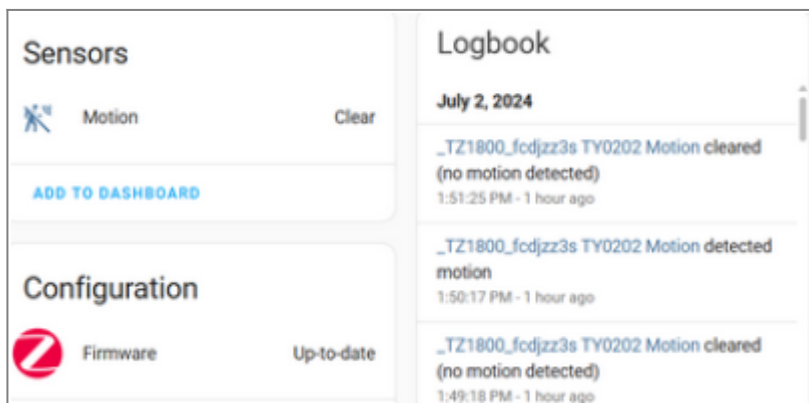 Sensors
Motion Clear
ADD TO DASHBOARD
Configuration
Firmware Up-to-date
Logbook
July 2, 2024
_TZ1800_fcdjzz3s TY0202 Motion cleared
(no motion detected)
1:51:25 PM - 1 hour ago
_TZ1800_fcdjzz3s TY0202 Motion detected
motion
1:50:17 PM - 1 hour ago
_TZ1800_fcdjzz3s TY0202 Motion cleared
(no motion detected)
1:49:18 PM - 1 hour ago